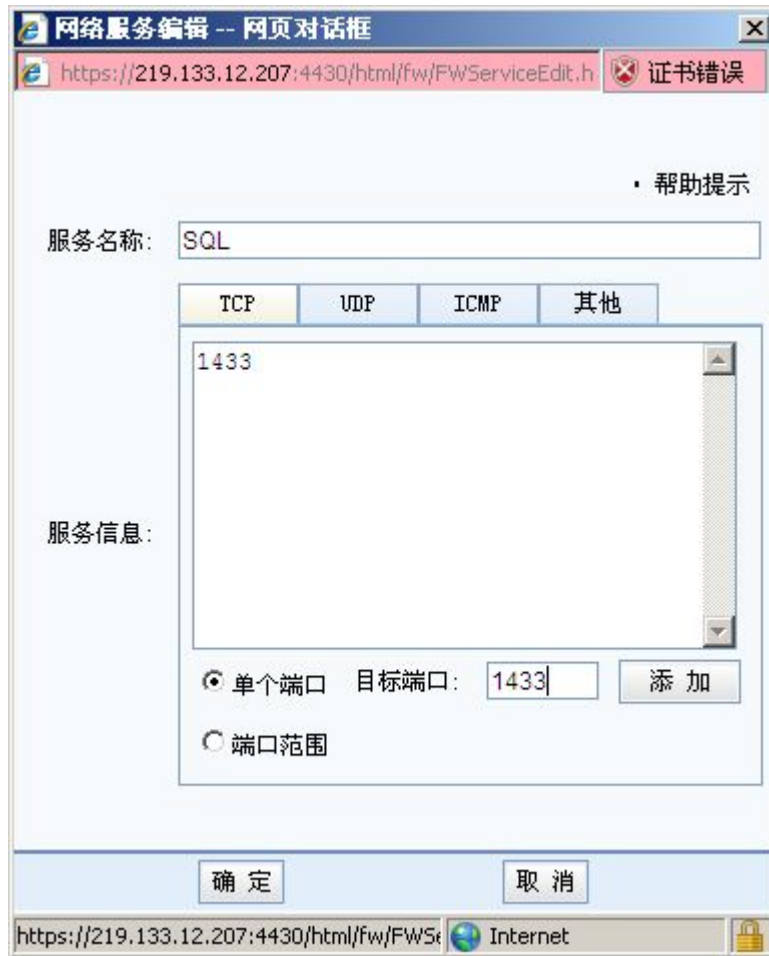 网络服务编辑 -- 网页对话框
https://219.133.12.207:4430/html/fw/FWServiceEdit.h 证书错误
· 帮助提示
服务名称: SQL
TCP UDP ICMP 其他
1433
服务信息:
单个端口 目标端口: 1433 添 加
端口范围
确 定 取 消
https://219.133.12.207:4430/html/fw/FWSe Internet